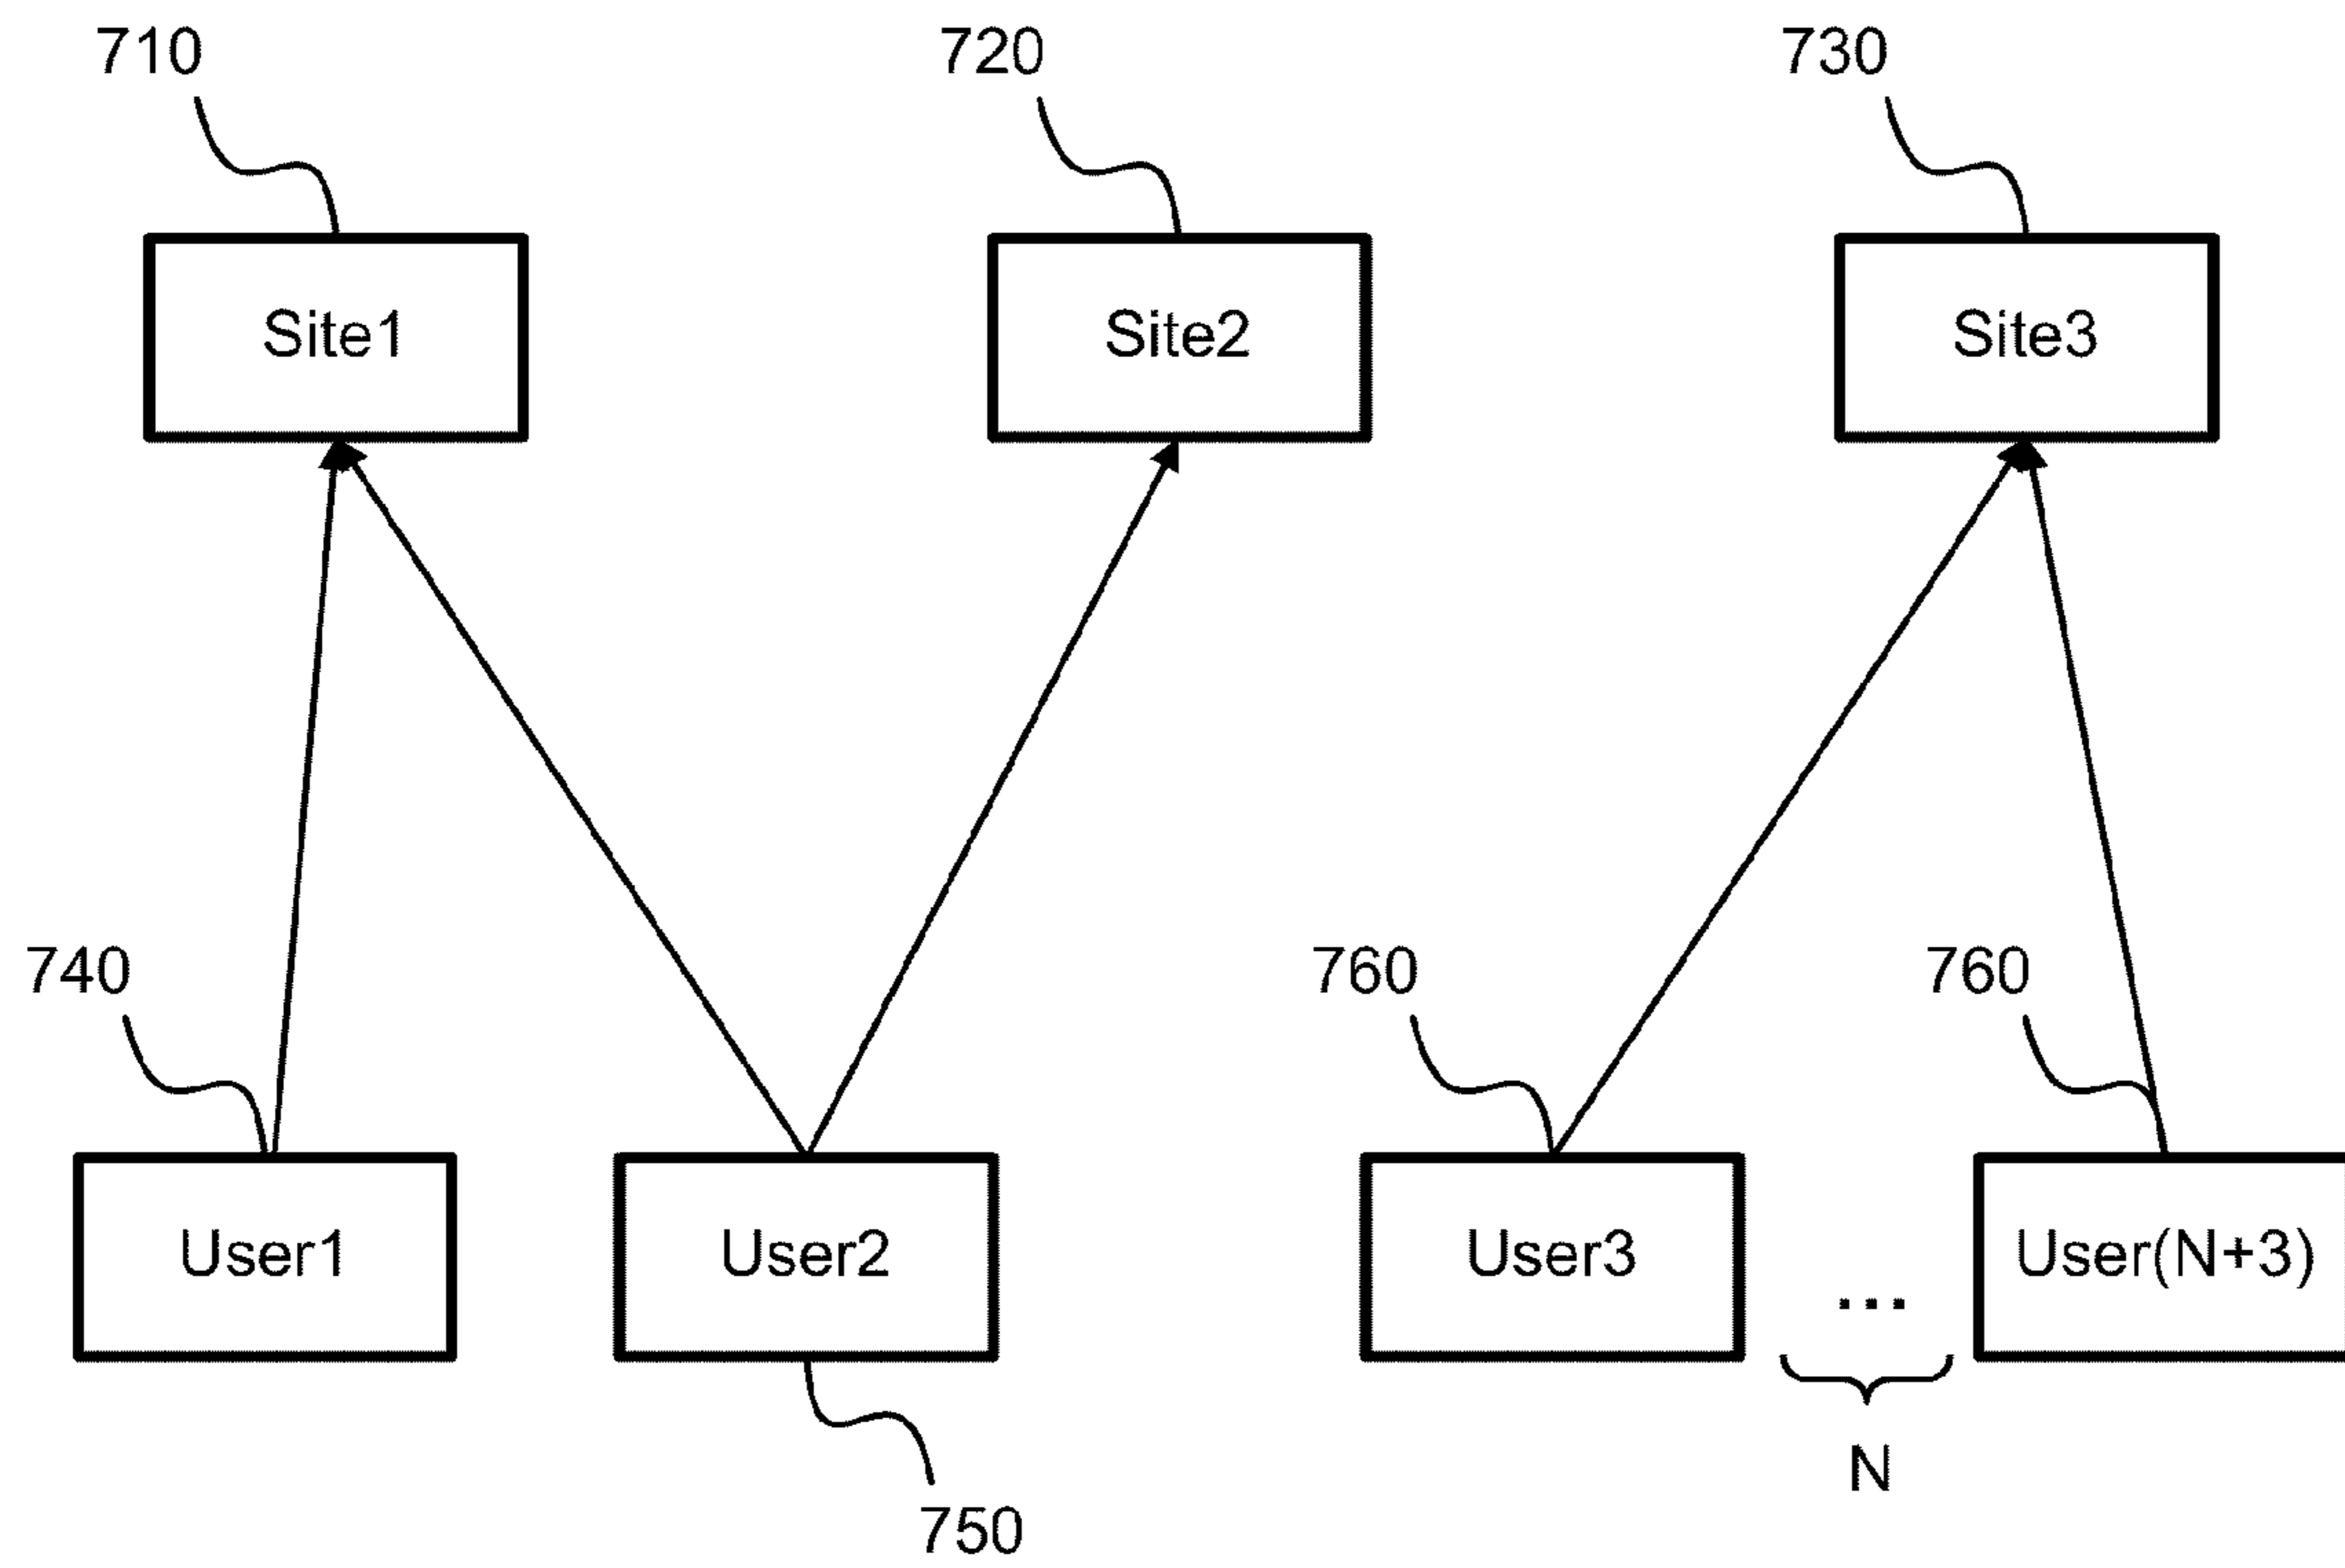 710
720
730
Site1
Site2
Site3
740
760
760
User1
User2
User3
...
User(N+3)
N
750